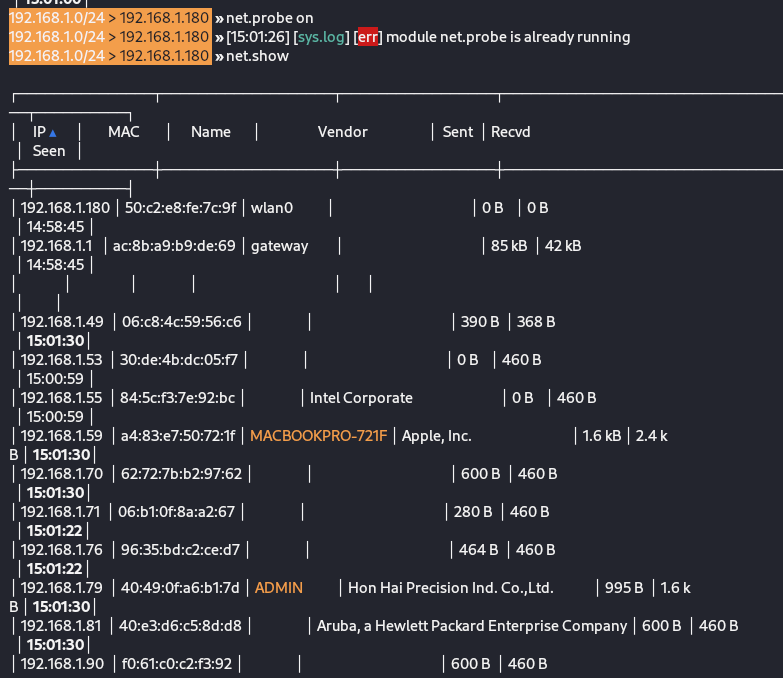 192.168.1.0/24 > 192.168.1.180 » net.probe on
192.168.1.0/24 > 192.168.1.180 » [15:01:26] [sys.log] [err] module net.probe is already running
192.168.1.0/24 > 192.168.1.180 » net.show
IP ▲ | MAC | Name | Vendor | Sent | Recvd
| Seen |
| 192.168.1.180 | 50:c2:e8:fe:7c:9f | wlan0 | | 0 B | 0 B
| 14:58:45 |
| 192.168.1.1 | ac:8b:a9:b9:de:69 | gateway | | 85 kB | 42 kB
| 14:58:45 |
| 192.168.1.49 | 06:c8:4c:59:56:c6 | | | 390 B | 368 B
| 15:01:30 |
| 192.168.1.53 | 30:de:4b:dc:05:f7 | | | 0 B | 460 B
| 15:00:59 |
| 192.168.1.55 | 84:5c:f3:7e:92:bc | | Intel Corporate | 0 B | 460 B
| 15:00:59 |
| 192.168.1.59 | a4:83:e7:50:72:1f | MACBOOKPRO-721F | Apple, Inc. | 1.6 kB | 2.4 k
B | 15:01:30 |
| 192.168.1.70 | 62:72:7b:b2:97:62 | | | 600 B | 460 B
| 15:01:30 |
| 192.168.1.71 | 06:b1:0f:8a:a2:67 | | | 280 B | 460 B
| 15:01:22 |
| 192.168.1.76 | 96:35:bd:c2:ce:d7 | | | 464 B | 460 B
| 15:01:22 |
| 192.168.1.79 | 40:49:0f:a6:b1:7d | ADMIN | Hon Hai Precision Ind. Co.,Ltd. | 995 B | 1.6 k
B | 15:01:30 |
| 192.168.1.81 | 40:e3:d6:c5:8d:d8 | | Aruba, a Hewlett Packard Enterprise Company | 600 B | 460 B
| 15:01:30 |
| 192.168.1.90 | f0:61:c0:c2:f3:92 | | | 600 B | 460 B